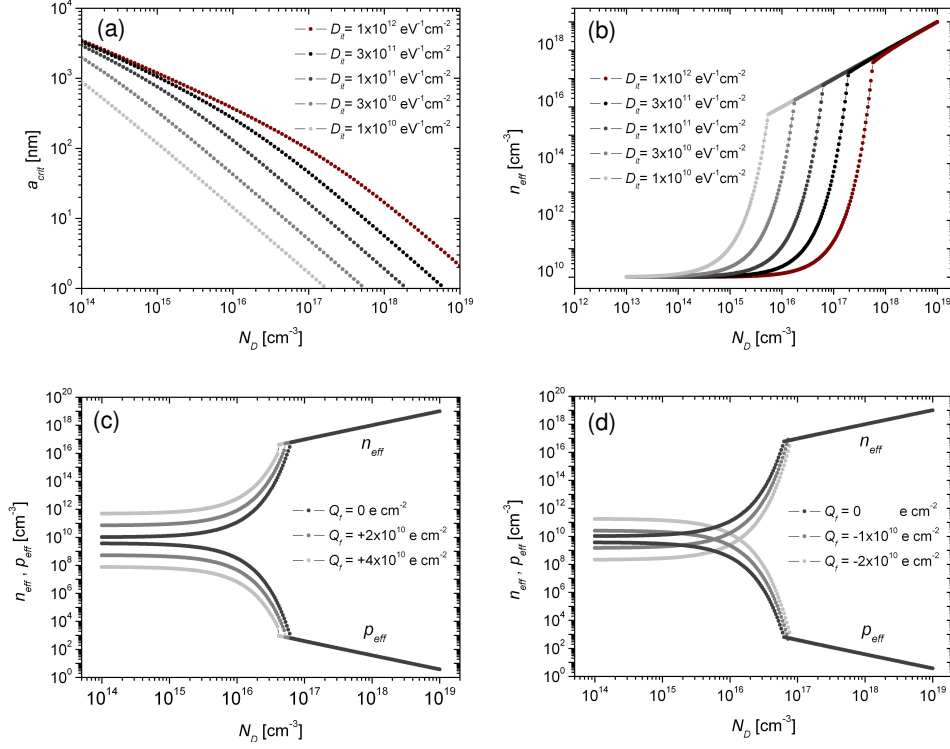 (a)
D_it = 1x10^12 eV^-1cm^-2
D_it = 3x10^11 eV^-1cm^-2
D_it = 1x10^11 eV^-1cm^-2
D_it = 3x10^10 eV^-1cm^-2
D_it = 1x10^10 eV^-1cm^-2
a_crit [nm]
10^4
10^3
10^2
10^1
10^0
10^14 10^15 10^16 10^17 10^18 10^19
N_D [cm^-3]
(b)
D_it = 1x10^12 eV^-1cm^-2
D_it = 3x10^11 eV^-1cm^-2
D_it = 1x10^11 eV^-1cm^-2
D_it = 3x10^10 eV^-1cm^-2
D_it = 1x10^10 eV^-1cm^-2
n_eff [cm^-3]
10^18
10^16
10^14
10^12
10^10
10^12 10^13 10^14 10^15 10^16 10^17 10^18 10^19
N_D [cm^-3]
(c)
n_eff
Q_f = 0 e cm^-2
Q_f = +2x10^10 e cm^-2
Q_f = +4x10^10 e cm^-2
p_eff
n_eff , p_eff [cm^-3]
10^20
10^18
10^16
10^14
10^12
10^10
10^8
10^6
10^4
10^2
10^0
10^14 10^15 10^16 10^17 10^18 10^19
N_D [cm^-3]
(d)
n_eff
Q_f = 0 e cm^-2
Q_f = -1x10^10 e cm^-2
Q_f = -2x10^10 e cm^-2
p_eff
n_eff , p_eff [cm^-3]
10^20
10^18
10^16
10^14
10^12
10^10
10^8
10^6
10^4
10^2
10^0
10^14 10^15 10^16 10^17 10^18 10^19
N_D [cm^-3]